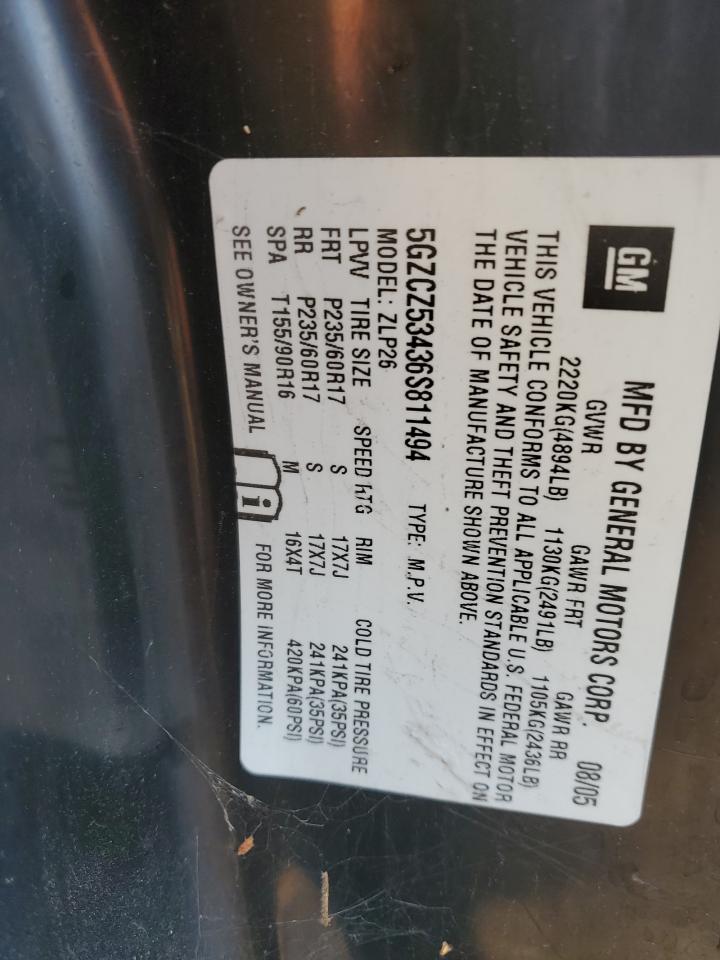 GM
MFD BY GENERAL MOTORS CORP. 08/05
GVWR GAWR FRT GAWR RR
2220KG(4894LB) 1130KG(2491LB) 1105KG(2436LB)
THIS VEHICLE CONFORMS TO ALL APPLICABLE U.S. FEDERAL MOTOR
VEHICLE SAFETY AND THEFT PREVENTION STANDARDS IN EFFECT ON
THE DATE OF MANUFACTURE SHOWN ABOVE.
5GZCZ53436S811494 TYPE: M.P.V.
MODEL: ZLP26
LPVV TIRE SIZE SPEED RTG RIM COLD TIRE PRESSURE
FRT P235/60R17 S 17X7J 241KPA(35PSI)
RR P235/60R17 S 17X7J 241KPA(35PSI)
SPA T155/90R16 M 16X4T 420KPA(60PSI)
SEE OWNER'S MANUAL i FOR MORE INFORMATION.